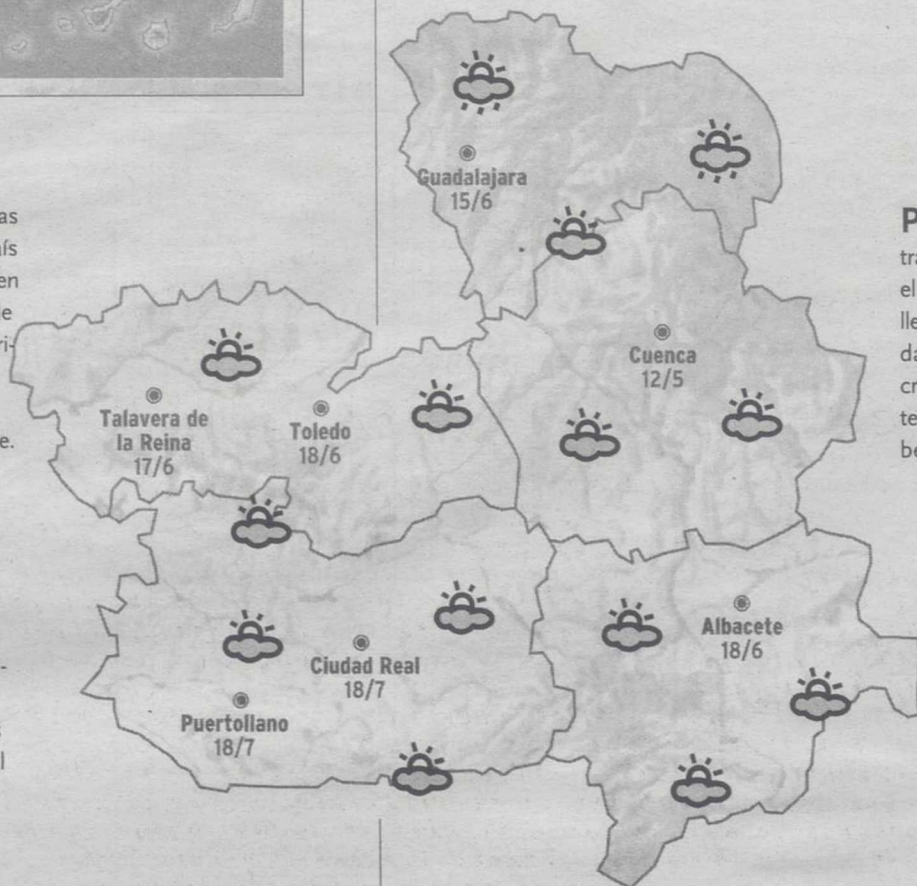 Guadalajara
15/6
Cuenca
12/5
Talavera de
la Reina
17/6
Toledo
18/6
Albacete
18/6
Ciudad Real
18/7
Puertollano
18/7